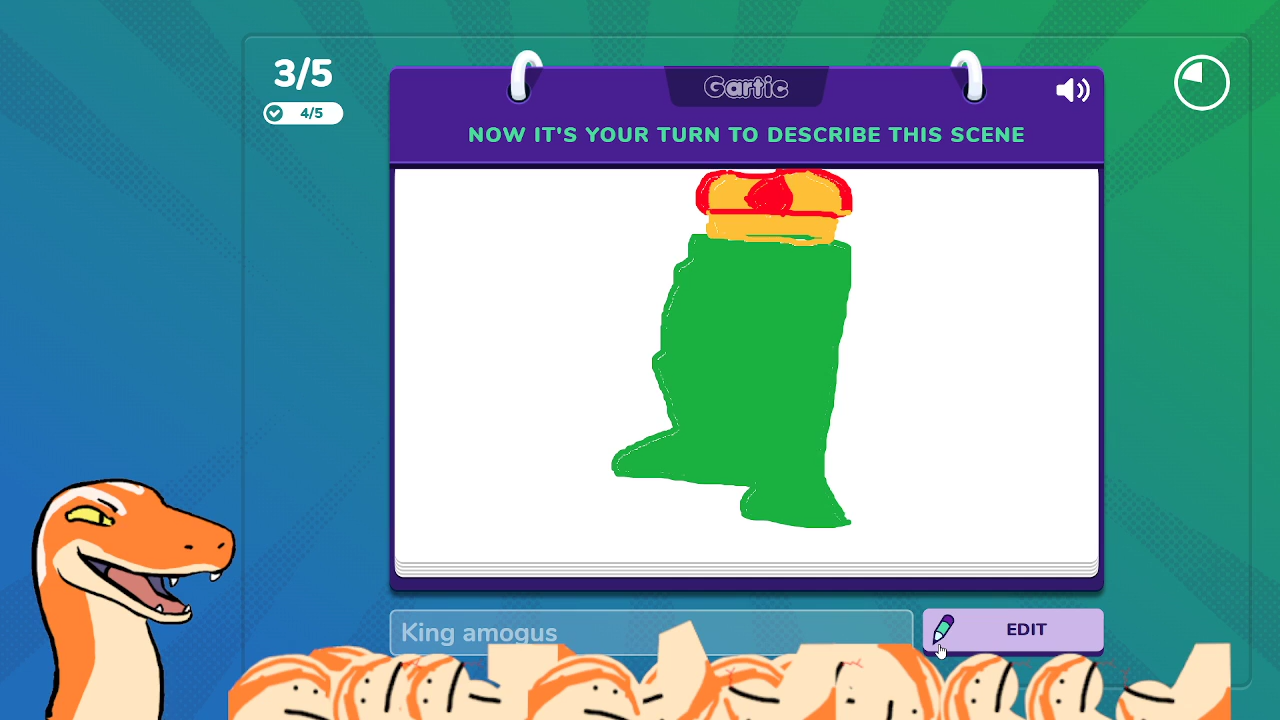 3/5
4/5
Gartic
NOW IT'S YOUR TURN TO DESCRIBE THIS SCENE
King amogus
EDIT